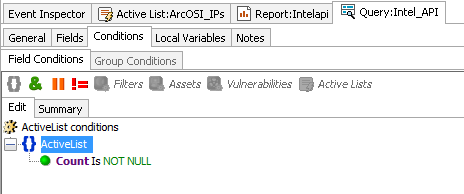 Event Inspector Active List:ArcOSI_IPs Report:Intelapi Query:Intel_API
General Fields Conditions Local Variables Notes
Field Conditions Group Conditions
{} & || != Filters Assets Vulnerabilities Active Lists
Edit Summary
ActiveList conditions
{} ActiveList
Count Is NOT NULL